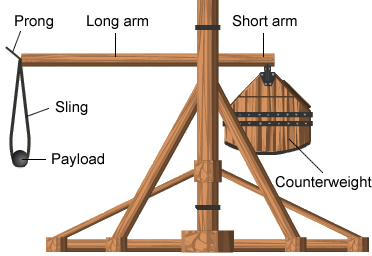 Prong
Long arm
Short arm
Sling
Payload
Counterweight